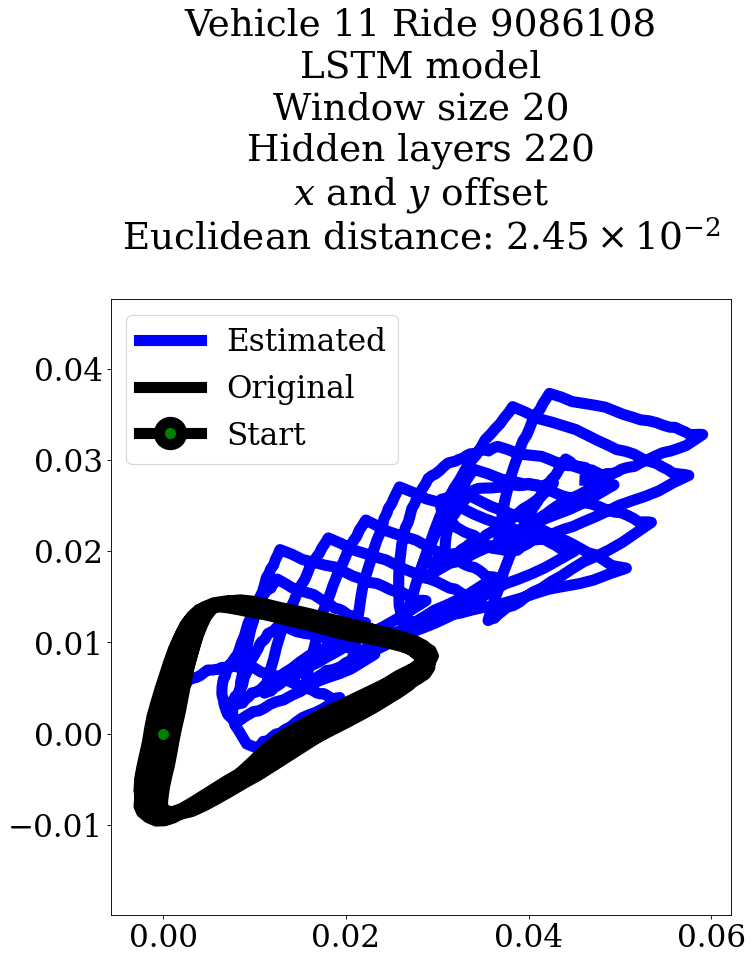 Vehicle 11 Ride 9086108
LSTM model
Window size 20
Hidden layers 220
x and y offset
Euclidean distance: 2.45 × 10⁻²
Estimated
Original
Start
0.04
0.03
0.02
0.01
0.00
−0.01
0.00 0.02 0.04 0.06